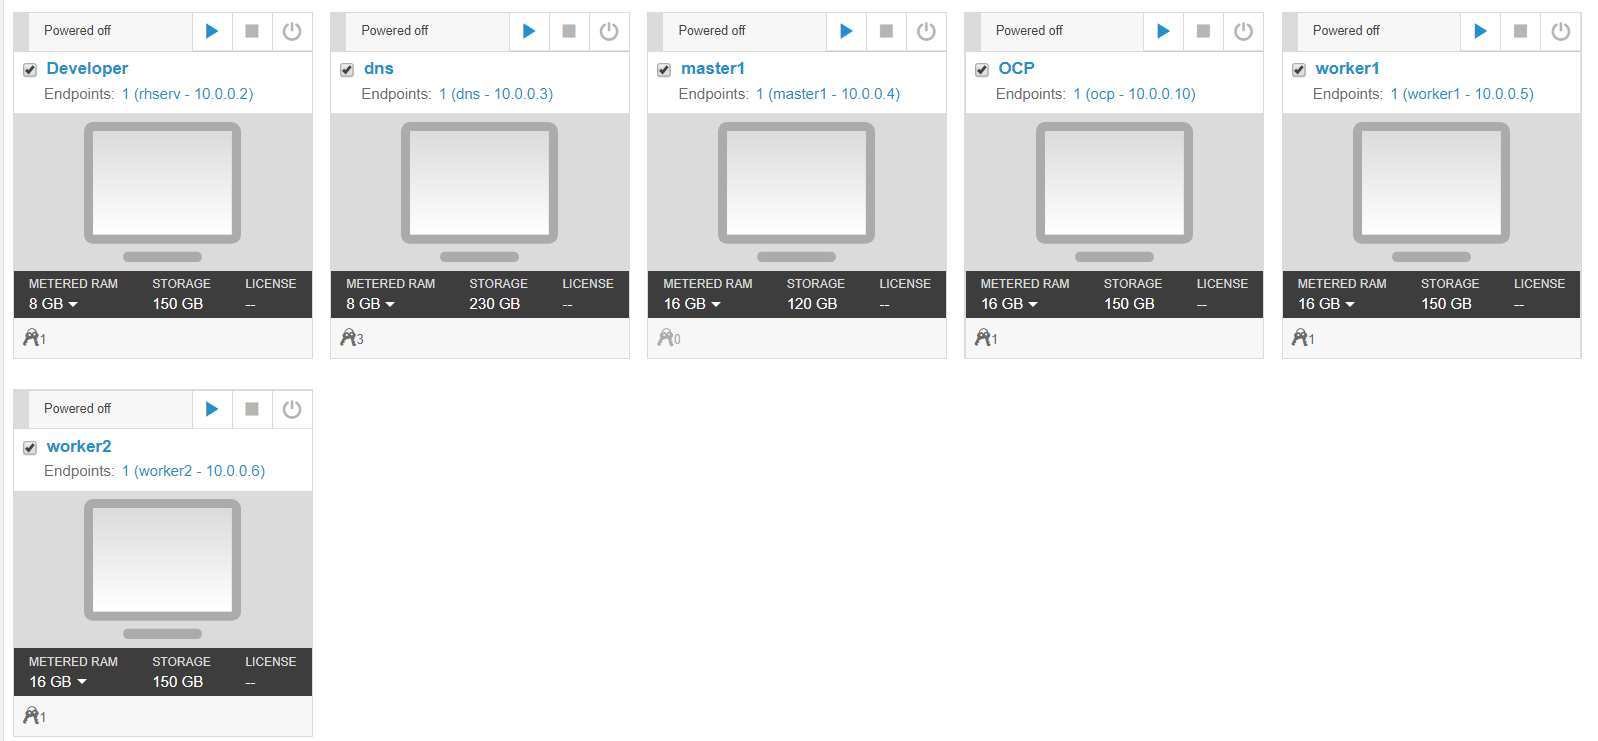 Powered off
Developer
Endpoints: 1 (rhserv - 10.0.0.2)
METERED RAM STORAGE LICENSE
8 GB 150 GB --
1
Powered off
dns
Endpoints: 1 (dns - 10.0.0.3)
METERED RAM STORAGE LICENSE
8 GB 230 GB --
3
Powered off
master1
Endpoints: 1 (master1 - 10.0.0.4)
METERED RAM STORAGE LICENSE
16 GB 120 GB --
0
Powered off
OCP
Endpoints: 1 (ocp - 10.0.0.10)
METERED RAM STORAGE LICENSE
16 GB 150 GB --
1
Powered off
worker1
Endpoints: 1 (worker1 - 10.0.0.5)
METERED RAM STORAGE LICENSE
16 GB 150 GB --
1
Powered off
worker2
Endpoints: 1 (worker2 - 10.0.0.6)
METERED RAM STORAGE LICENSE
16 GB 150 GB --
1